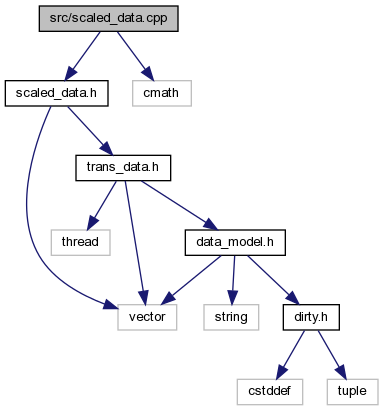 src/scaled_data.cpp
scaled_data.h
cmath
trans_data.h
thread
data_model.h
vector
string
dirty.h
cstddef
tuple